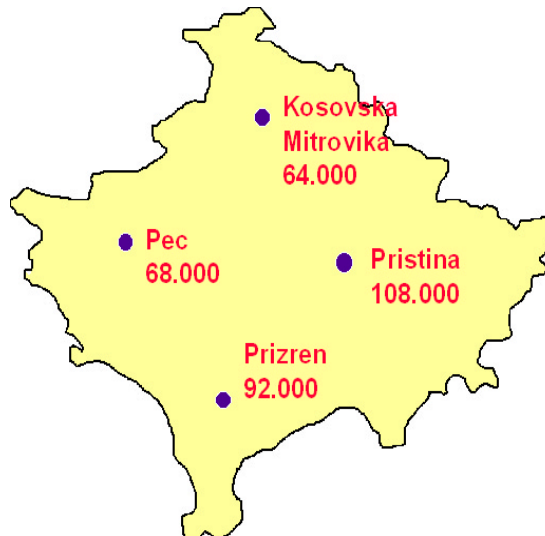 Kosovska
Mitrovika
64.000
Pec
68.000
Pristina
108.000
Prizren
92.000